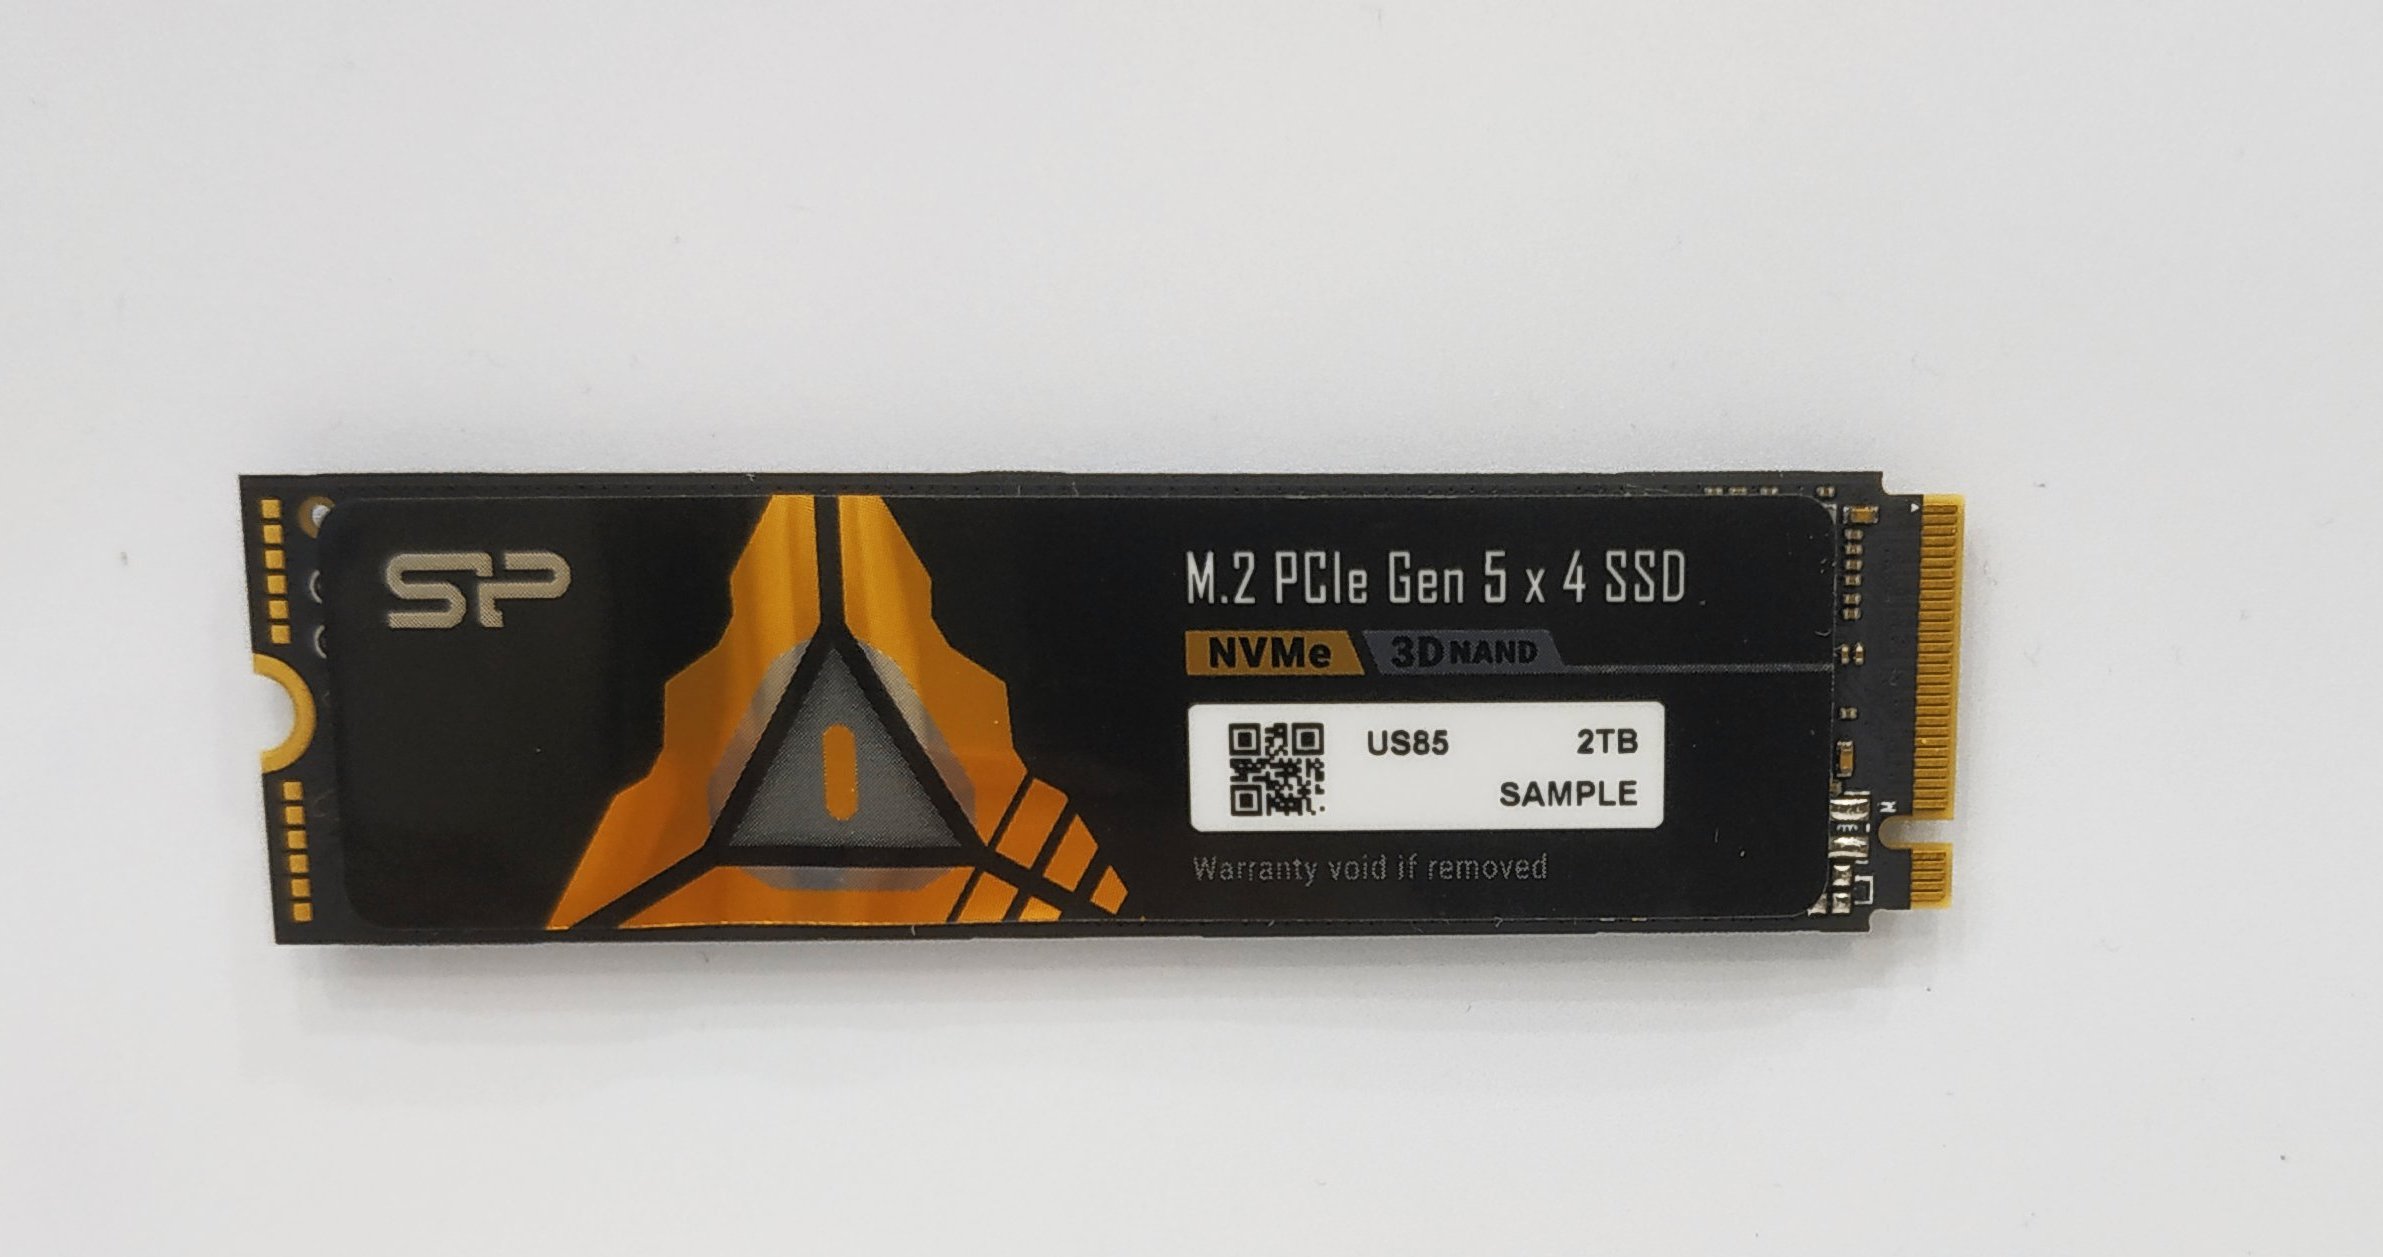 SP
M.2 PCIe Gen 5 x 4 SSD
NVMe 3D NAND
US85 2TB
SAMPLE
Warranty void if removed